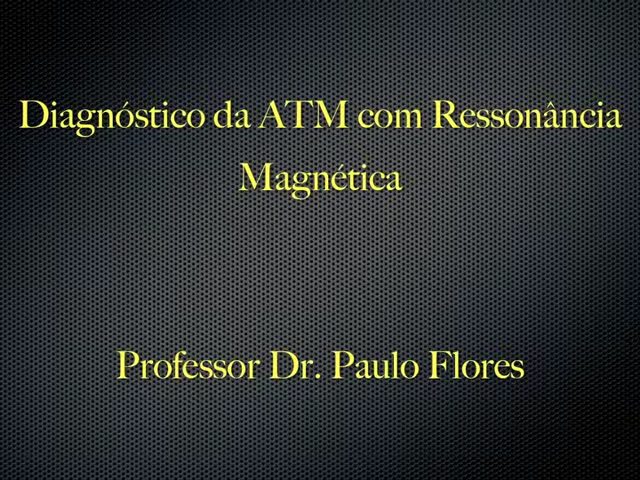 Diagnóstico da ATM com Ressonância
Magnética
Professor Dr. Paulo Flores